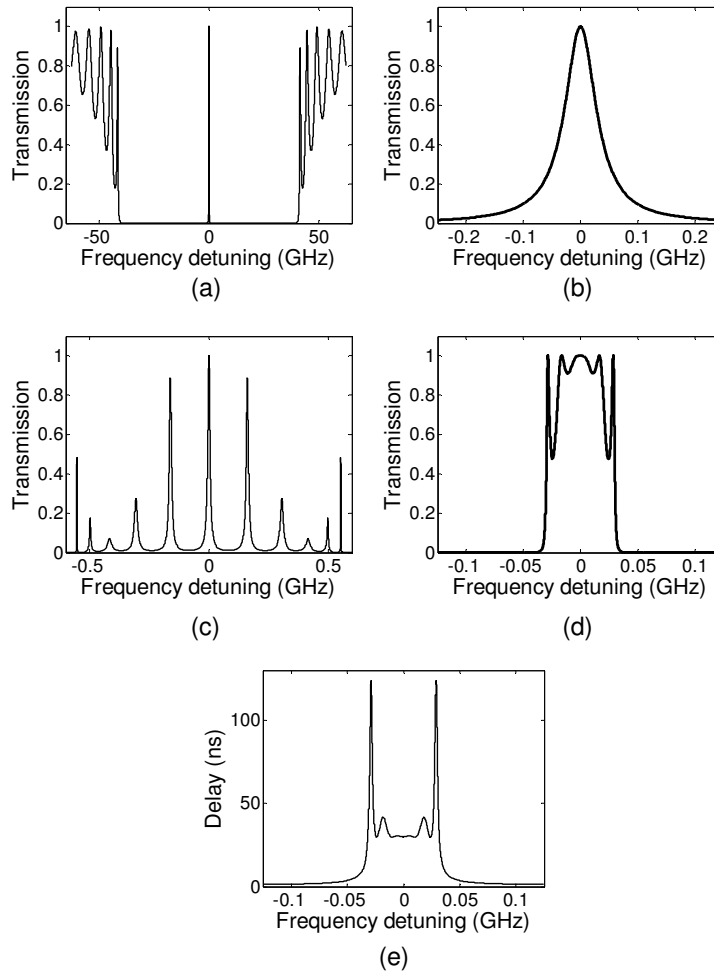 1
0.8
0.6
0.4
0.2
0
Transmission
-50 0 50
Frequency detuning (GHz)
(a)
1
0.8
0.6
0.4
0.2
0
Transmission
-0.2 -0.1 0 0.1 0.2
Frequency detuning (GHz)
(b)
1
0.8
0.6
0.4
0.2
0
Transmission
-0.5 0 0.5
Frequency detuning (GHz)
(c)
1
0.8
0.6
0.4
0.2
0
Transmission
-0.1 -0.05 0 0.05 0.1
Frequency detuning (GHz)
(d)
100
50
0
Delay (ns)
-0.1 -0.05 0 0.05 0.1
Frequency detuning (GHz)
(e)